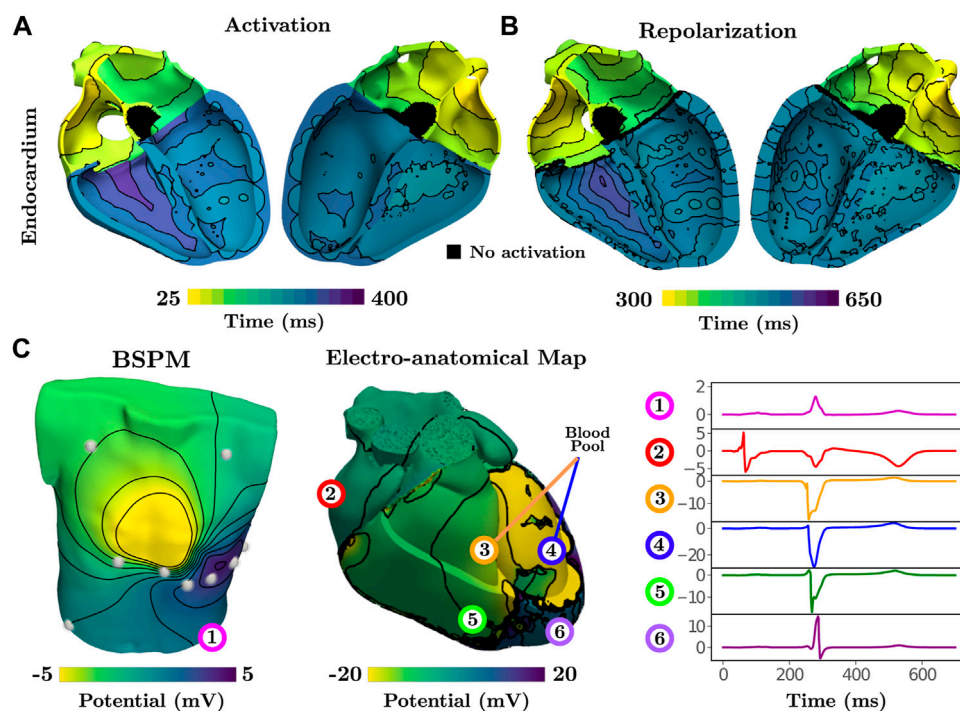 A
Activation
B
Repolarization
Endocardium
No activation
25
400
Time (ms)
300
650
Time (ms)
C
BSPM
Electro-anatomical Map
Blood
Pool
1
2
3
4
5
6
-5
5
Potential (mV)
-20
20
Potential (mV)
1
2
0
2
5
0
−5
3
0
−10
4
0
−20
5
0
−10
6
10
0
0
200
400
600
Time (ms)